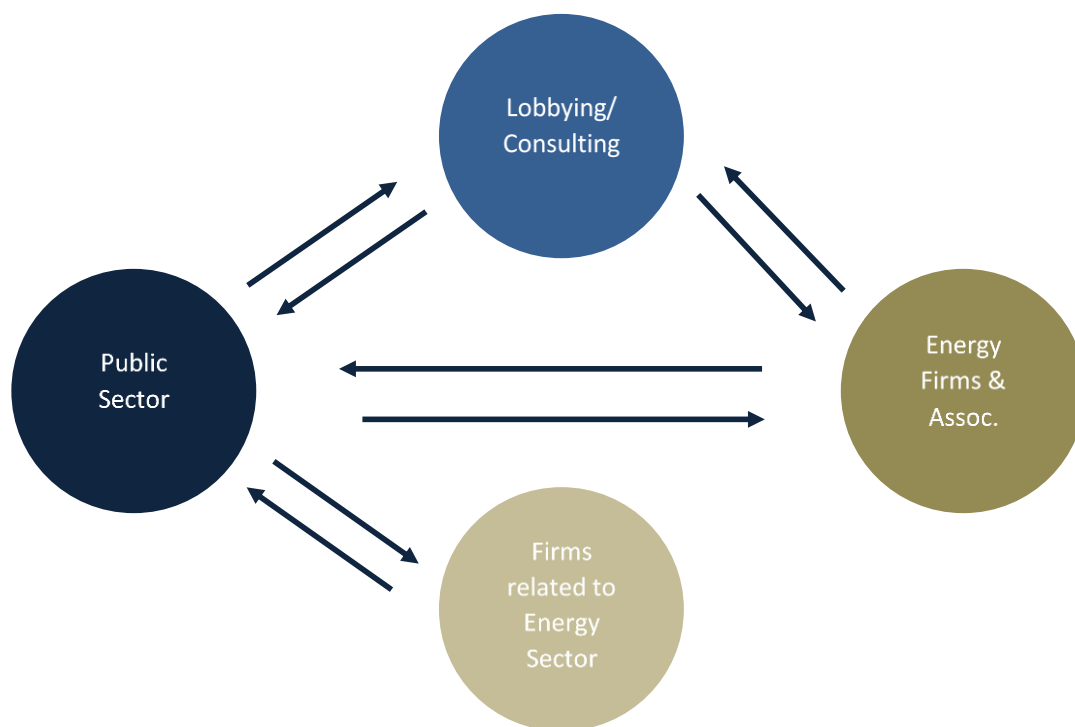 Lobbying/
Consulting
Public
Sector
Energy
Firms &
Assoc.
Firms
related to
Energy
Sector